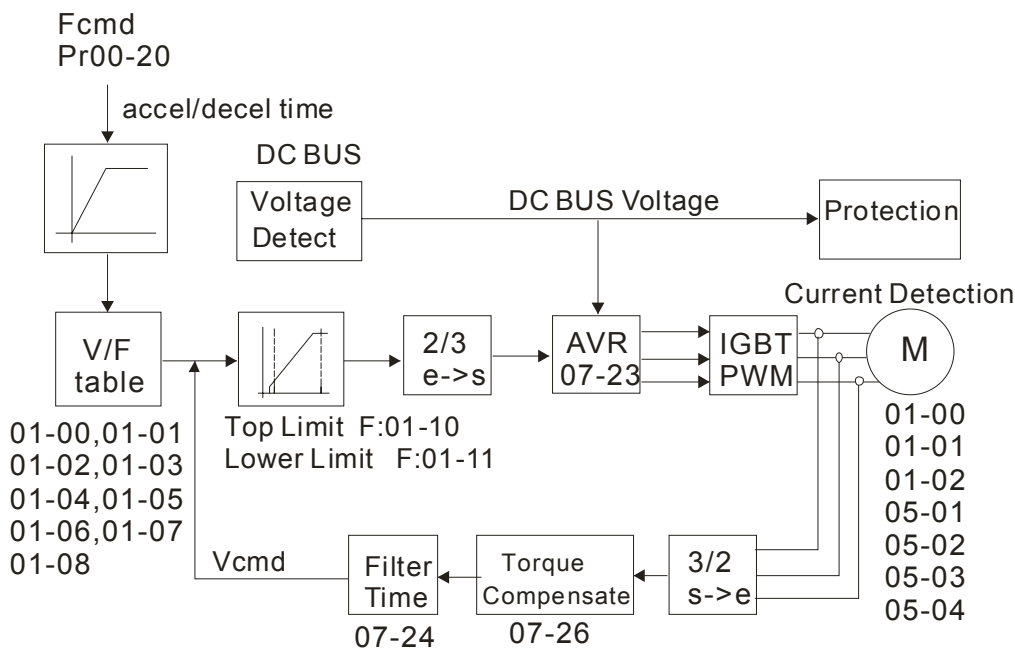 Fcmd
Pr00-20
accel/decel time
DC BUS
Voltage
Detect
DC BUS Voltage
Protection
Current Detection
V/F
table
2/3
e->s
AVR
07-23
IGBT
PWM
M
01-00,01-01
01-02,01-03
01-04,01-05
01-06,01-07
01-08
Top Limit F:01-10
Lower Limit F:01-11
01-00
01-01
01-02
05-01
05-02
05-03
05-04
Vcmd
Filter
Time
07-24
Torque
Compensate
07-26
3/2
s->e